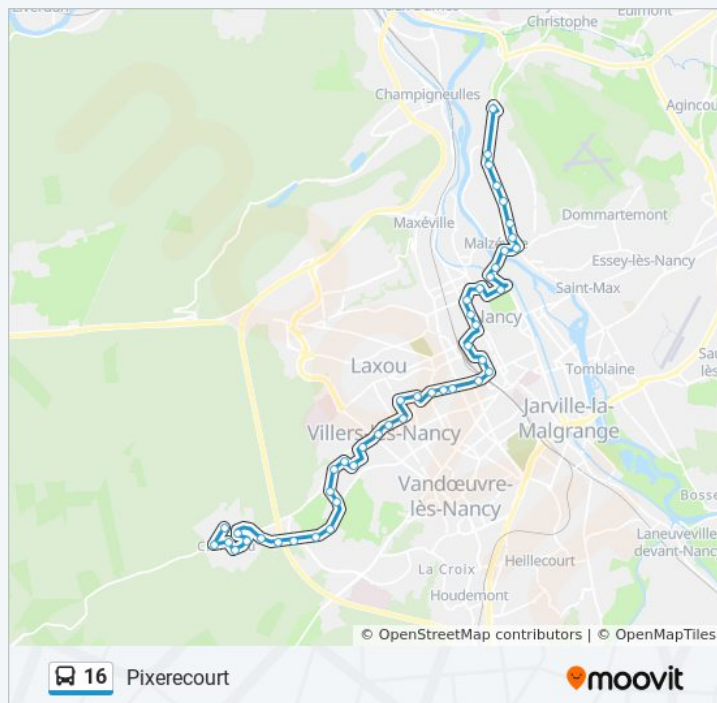 Christophe
Eulmont
Champigneulles
Agincou
Maxéville
Dommartemont
Malzéville
Essey-lès-Nancy
Saint-Max
Nancy
Laxou
Tomblaine
Jarville-la-
Malgrange
Villers-lès-Nancy
Vandœuvre-
lès-Nancy
Bosse
Laneuveville-
devant-Nanc
Heillecourt
La Croix
Houdemont
© OpenStreetMap contributors | © OpenMapTiles
16 Pixerecourt
moovit